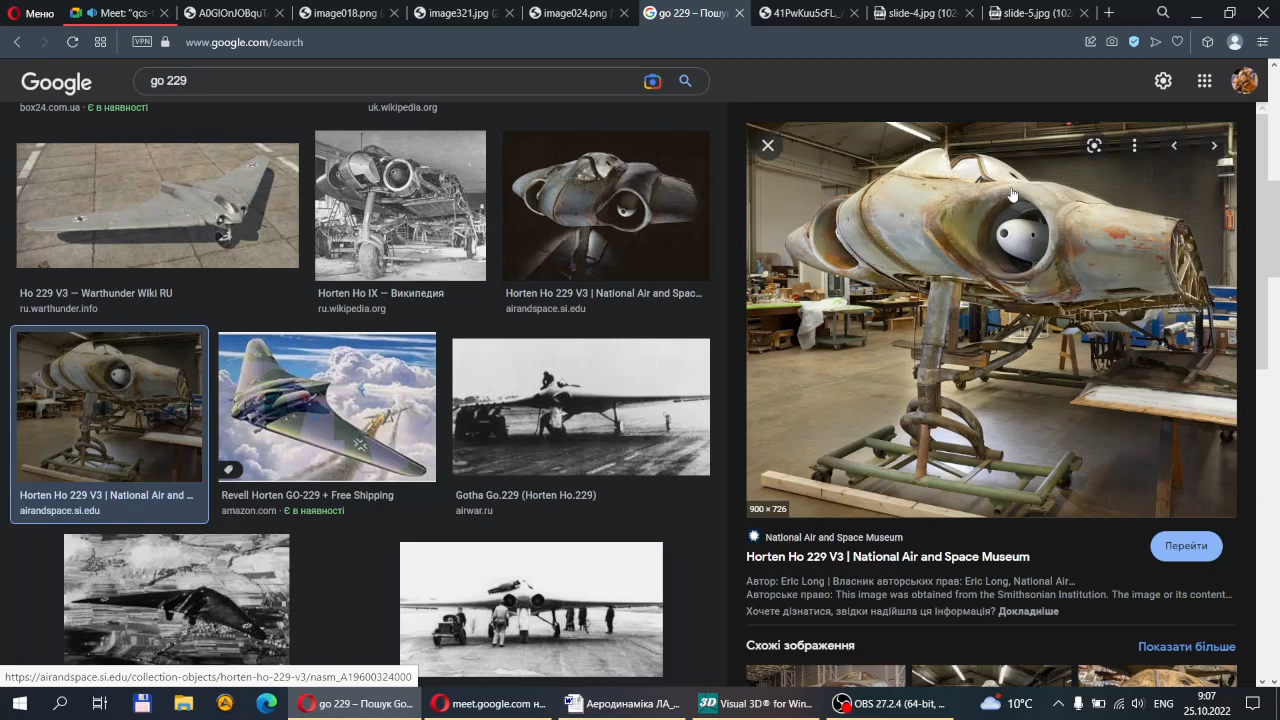 Меню
Meet: "qcs-
A0GlOnJOBquT
image018.png (
image321.jpg (
image024.png
go 229 – Пошу
41PwKuuSGFL_
slide-4.jpg (102
slide-5.jpg (102
VPN
www.google.com/search
Google
go 229
box24.com.ua · Є в наявності
uk.wikipedia.org
Ho 229 V3 — Warthunder Wiki RU
ru.warthunder.info
Horten Ho IX — Википедия
ru.wikipedia.org
Horten Ho 229 V3 | National Air and Spac...
airandspace.si.edu
Horten Ho 229 V3 | National Air and ...
airandspace.si.edu
Revell Horten GO-229 + Free Shipping
amazon.com · Є в наявності
Gotha Go.229 (Horten Ho.229)
airwar.ru
900 × 726
National Air and Space Museum
Horten Ho 229 V3 | National Air and Space Museum
Перейти
Автор: Eric Long | Власник авторських прав: Eric Long, National Air...
Авторське право: This image was obtained from the Smithsonian Institution. The image or its content...
Хочете дізнатися, звідки надійшла ця інформація? Докладніше
Схожі зображення
Показати більше
https://airandspace.si.edu/collection-objects/horten-ho-229-v3/nasm_A19600324000
go 229 – Пошук Go...
meet.google.com н...
Аеродинаміка ЛА_...
Visual 3D® for Win...
OBS 27.2.4 (64-bit, ...
10°C
ENG
9:07
25.10.2022